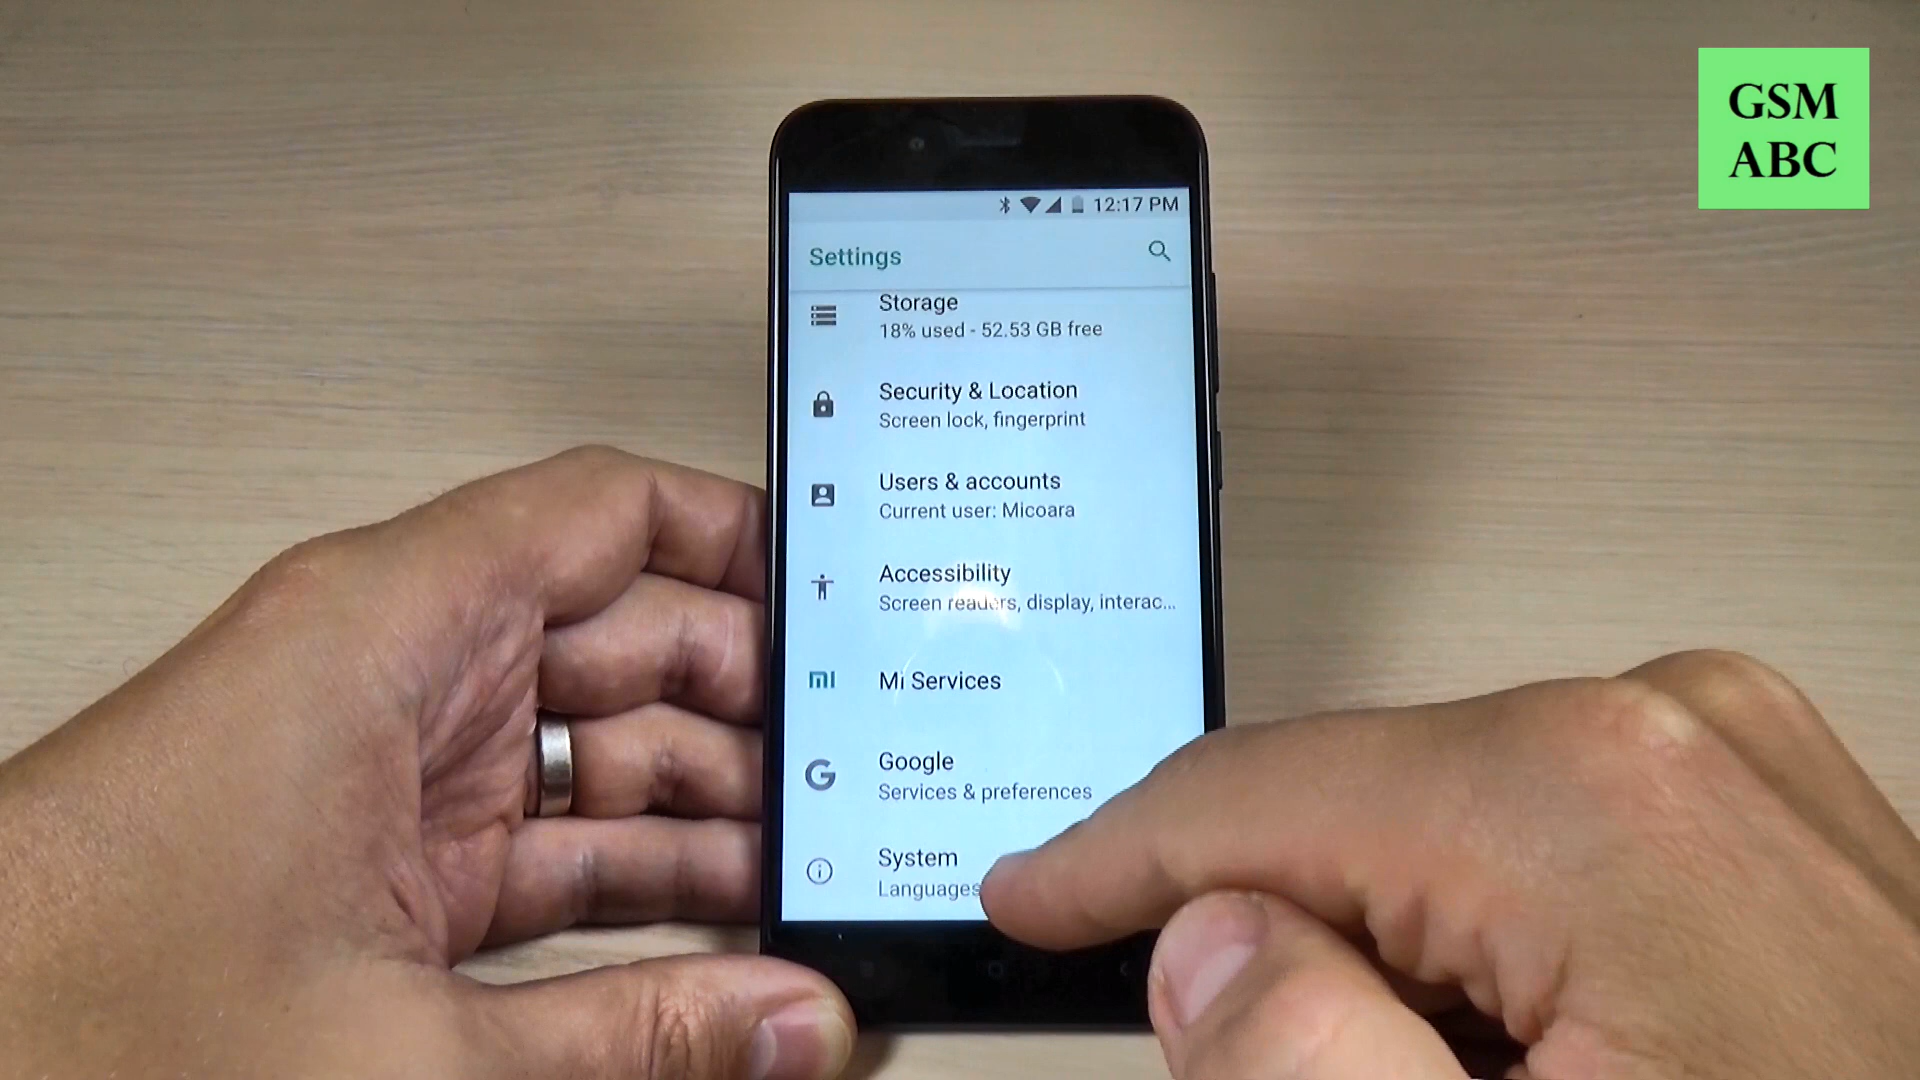 GSM
ABC
12:17 PM
Settings
Storage
18% used - 52.53 GB free
Security & Location
Screen lock, fingerprint
Users & accounts
Current user: Micoara
Accessibility
Screen readers, display, interac...
Mi Services
Google
Services & preferences
System
Languages